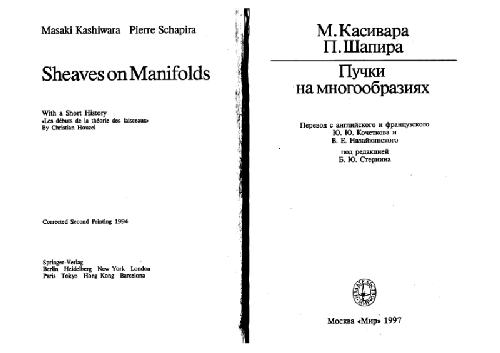 Masaki Kashiwara Pierre Schapira
Sheaves on Manifolds
With a Short History
«Les débuts de la théorie des faisceaux»
By Christian Houzel
Corrected Second Printing 1994
Springer-Verlag
Berlin Heidelberg New York London
Paris Tokyo Hong Kong Barcelona
М. Касивара
П. Шапира
Пучки
на многообразиях
Перевод с английского и французского
Ю. Ю. Кочеткова и
В. Е. Назайкинского
под редакцией
Б. Ю. Стернина
Москва «Мир» 1997